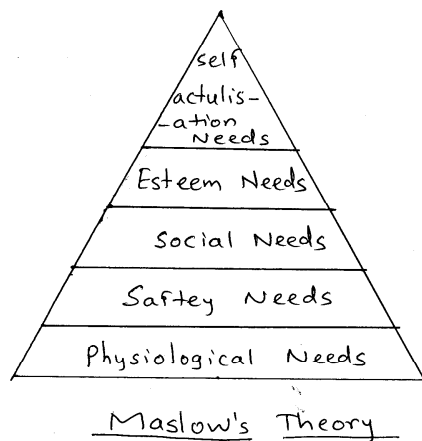 self
actulis-
-ation
Needs
Esteem Needs
Social Needs
Saftey Needs
Physiological Needs
Maslow's Theory